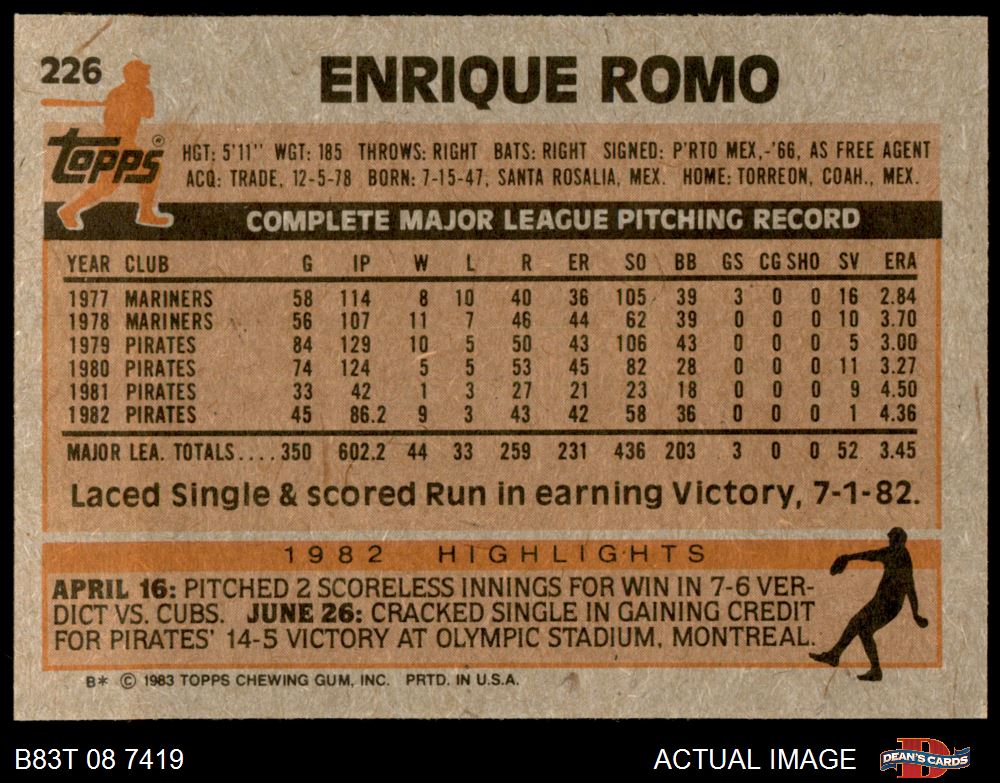 226
ENRIQUE ROMO
topps®
HGT: 5'11" WGT: 185 THROWS: RIGHT BATS: RIGHT SIGNED: P'RTO MEX,-'66, AS FREE AGENT
ACQ: TRADE, 12-5-78 BORN: 7-15-47, SANTA ROSALIA, MEX. HOME: TORREON, COAH., MEX.
COMPLETE MAJOR LEAGUE PITCHING RECORD
YEAR CLUB G IP W L R ER SO BB GS CG SHO SV ERA
1977 MARINERS 58 114 8 10 40 36 105 39 3 0 0 16 2.84
1978 MARINERS 56 107 11 7 46 44 62 39 0 0 0 10 3.70
1979 PIRATES 84 129 10 5 50 43 106 43 0 0 0 5 3.00
1980 PIRATES 74 124 5 5 53 45 82 28 0 0 0 11 3.27
1981 PIRATES 33 42 1 3 27 21 23 18 0 0 0 9 4.50
1982 PIRATES 45 86.2 9 3 43 42 58 36 0 0 0 1 4.36
MAJOR LEA. TOTALS....350 602.2 44 33 259 231 436 203 3 0 0 52 3.45
Laced Single & scored Run in earning Victory, 7-1-82.
1982 HIGHLIGHTS
APRIL 16: PITCHED 2 SCORELESS INNINGS FOR WIN IN 7-6 VER-
DICT VS. CUBS. JUNE 26: CRACKED SINGLE IN GAINING CREDIT
FOR PIRATES' 14-5 VICTORY AT OLYMPIC STADIUM, MONTREAL.
B* © 1983 TOPPS CHEWING GUM, INC. PRTD. IN U.S.A.
B83T 08 7419
ACTUAL IMAGE
D
DEAN'S CARDS